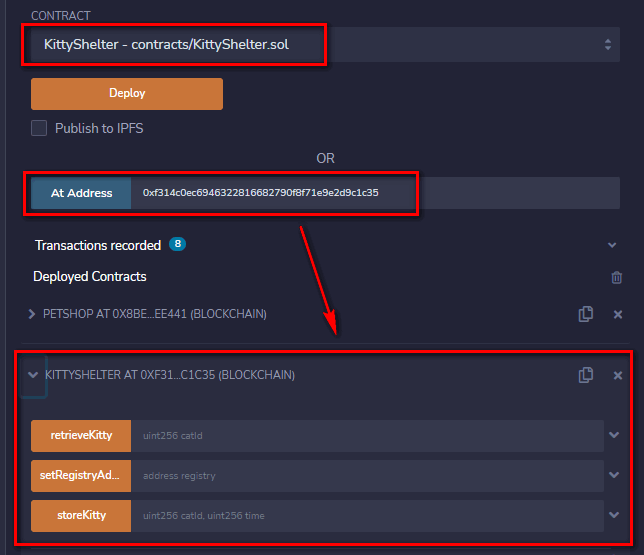 CONTRACT
KittyShelter - contracts/KittyShelter.sol
Deploy
Publish to IPFS
OR
At Address 0xf314c0ec6946322816682790f8f71e9e2d9c1c35
Transactions recorded 8
Deployed Contracts
PETSHOP AT 0X8BE...EE441 (BLOCKCHAIN)
KITTYSHELTER AT 0XF31...C1C35 (BLOCKCHAIN)
retrieveKitty uint256 catId
setRegistryAd... address registry
storeKitty uint256 catId, uint256 time